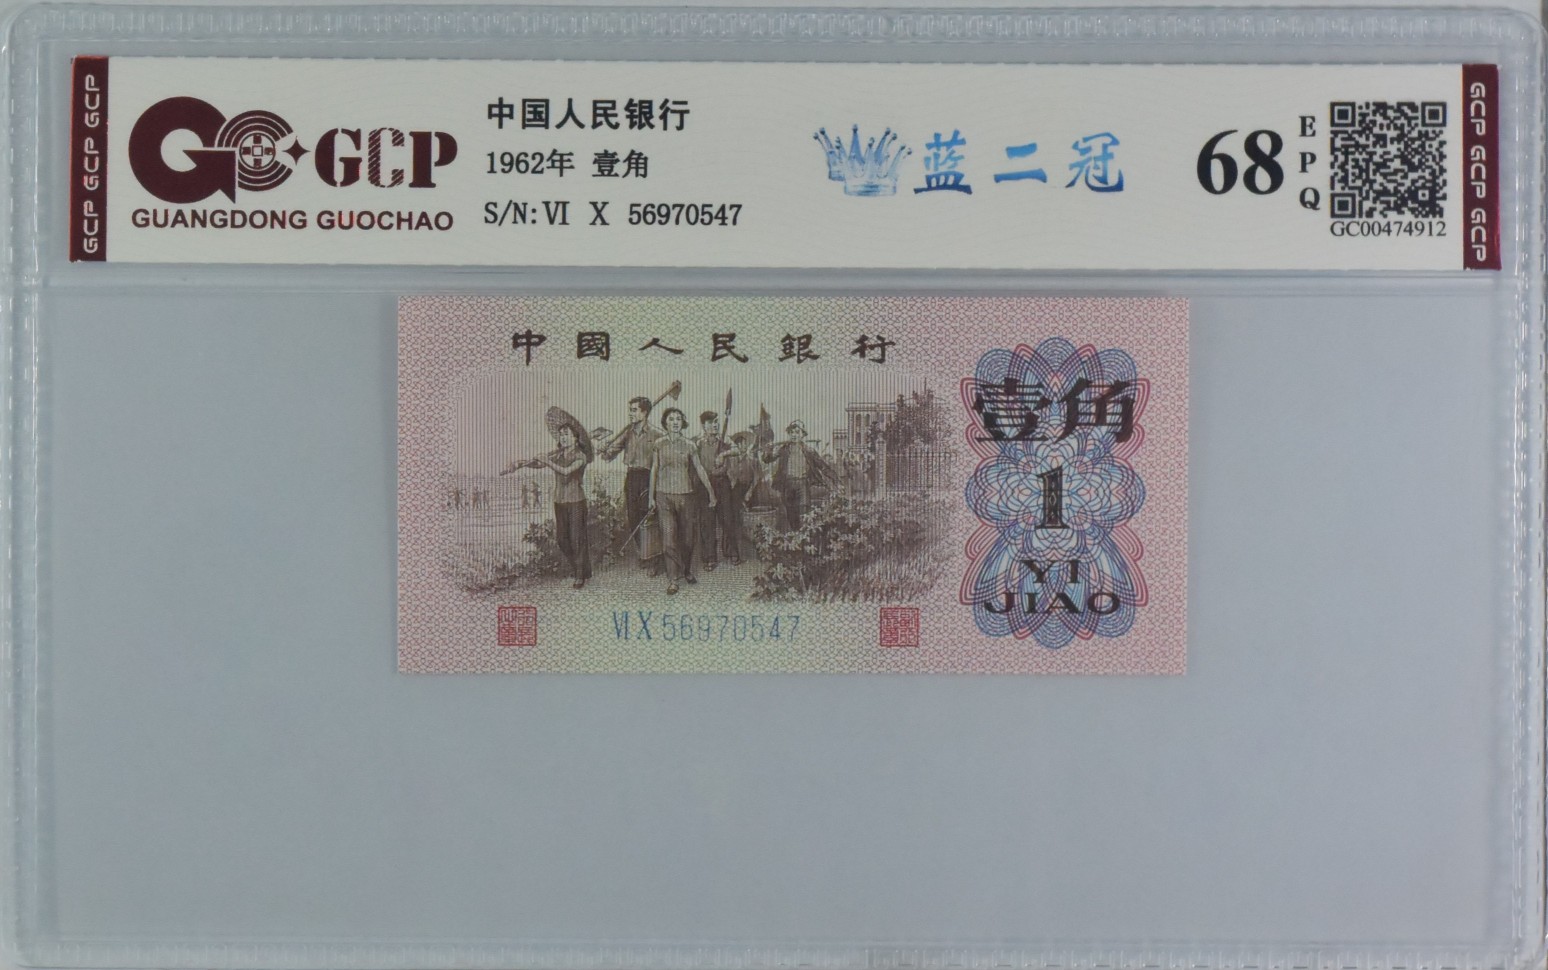 GCP GCP GCP
GCP
GUANGDONG GUOCHAO
中国人民银行
1962年 壹角
S/N: VI X 56970547
蓝二冠
68
EPQ
GC00474912
GCP GCP GCP
中國人民銀行
壹角
1
YI
JIAO
VI X 56970547